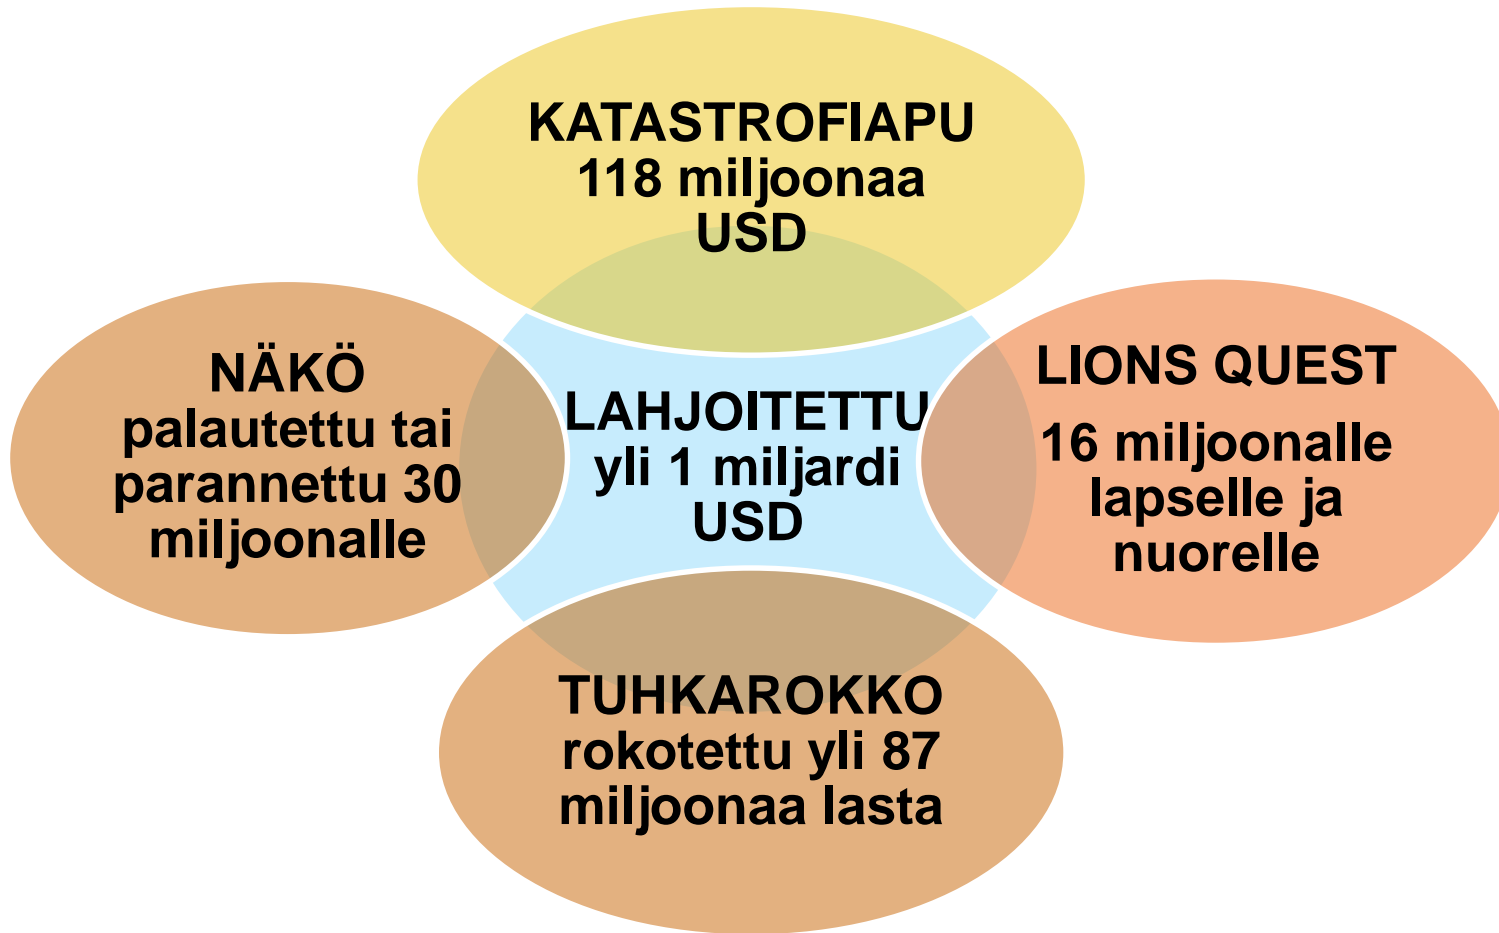 KATASTROFIAPU
118 miljoonaa
USD
NÄKÖ
palautettu tai
parannettu 30
miljoonalle
LAHJOITETTU
yli 1 miljardi
USD
LIONS QUEST
16 miljoonalle
lapselle ja
nuorelle
TUHKAROKKO
rokotettu yli 87
miljoonaa lasta